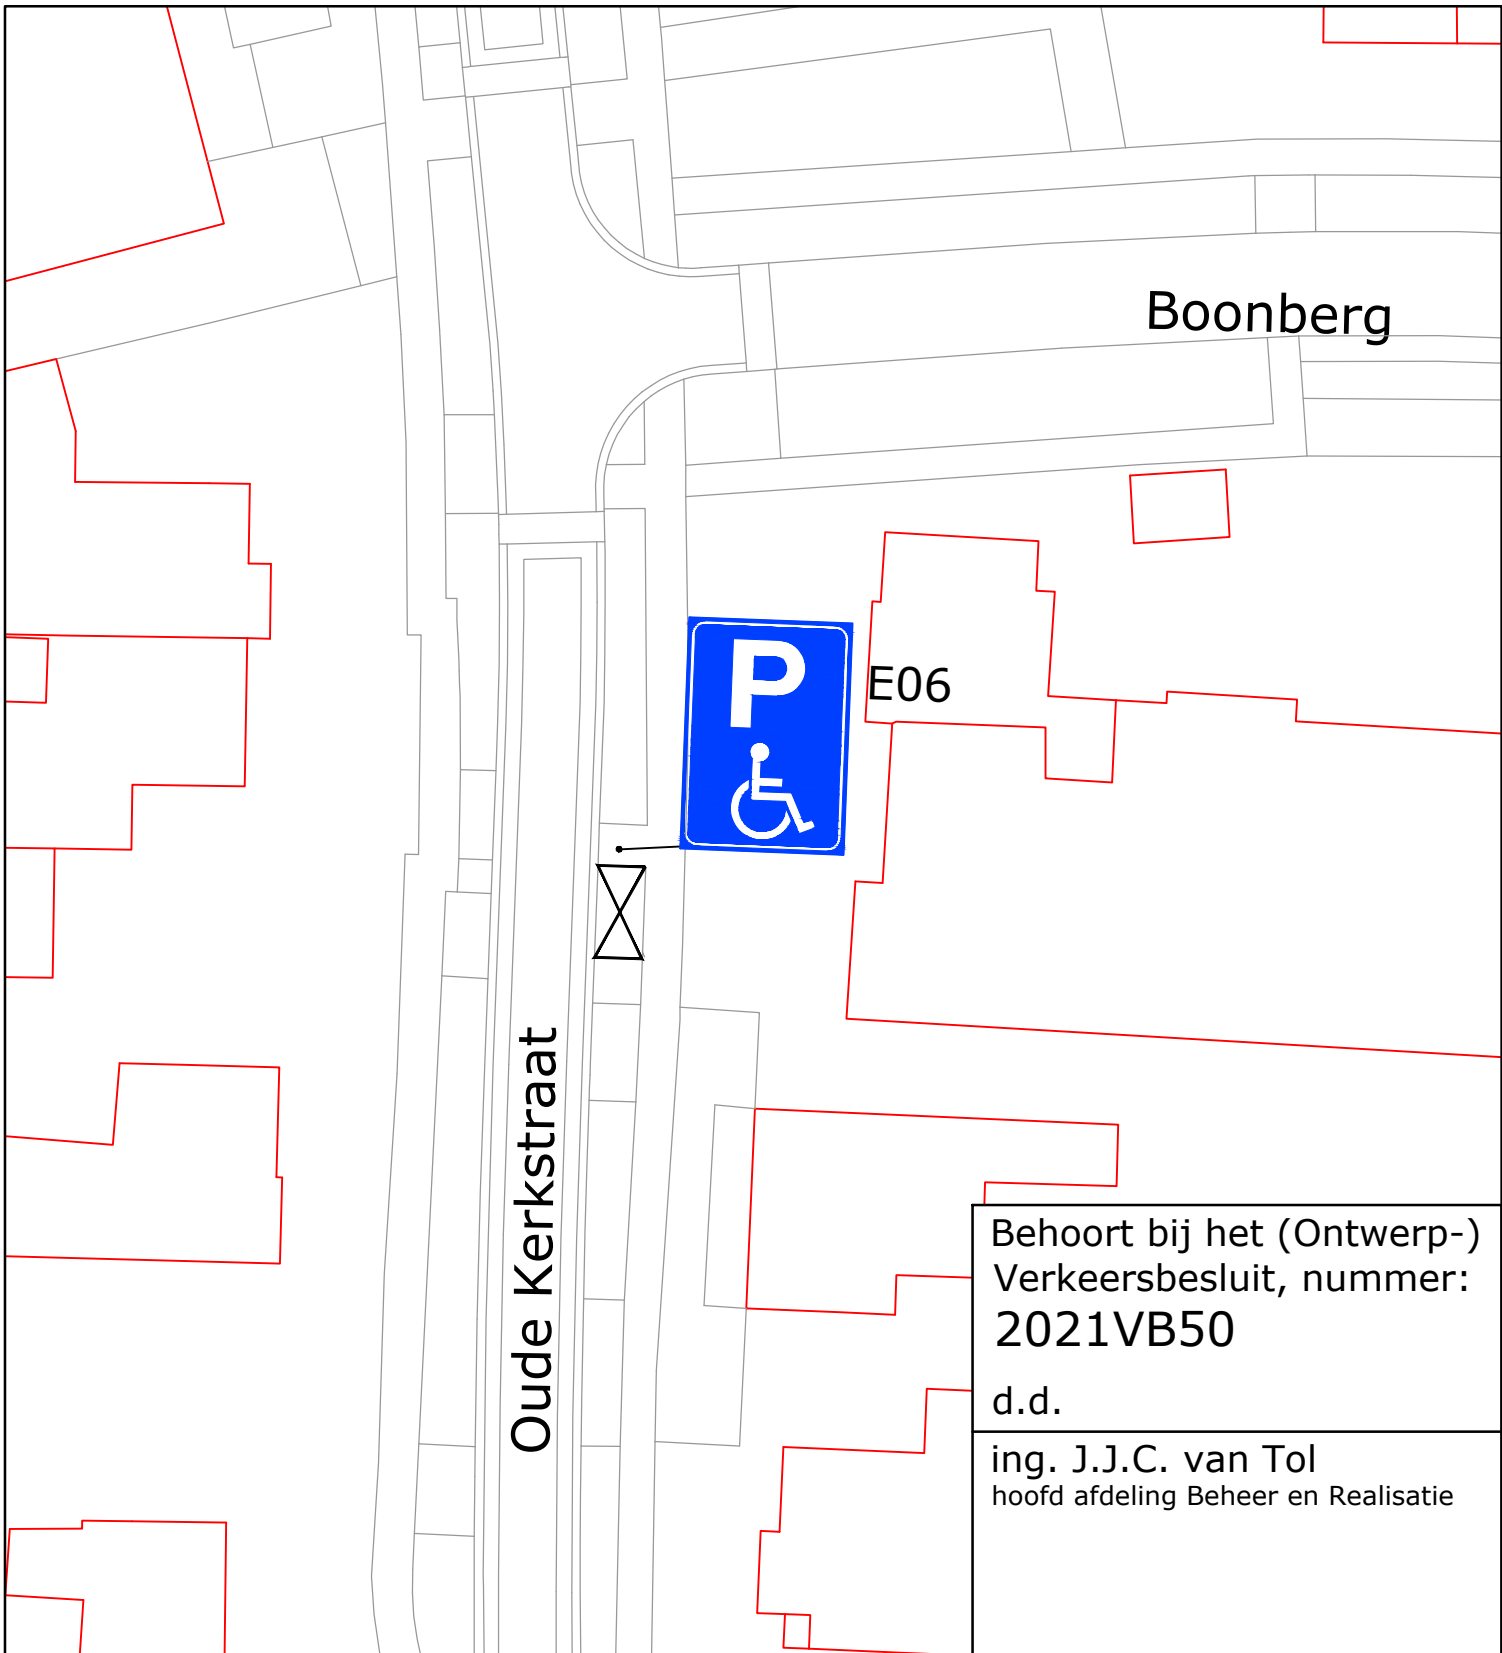 Boonberg
P
E06
Oude Kerkstraat
Behoort bij het (Ontwerp-)
Verkeersbesluit, nummer:
2021VB50
d.d.
ing. J.J.C. van Tol
hoofd afdeling Beheer en Realisatie